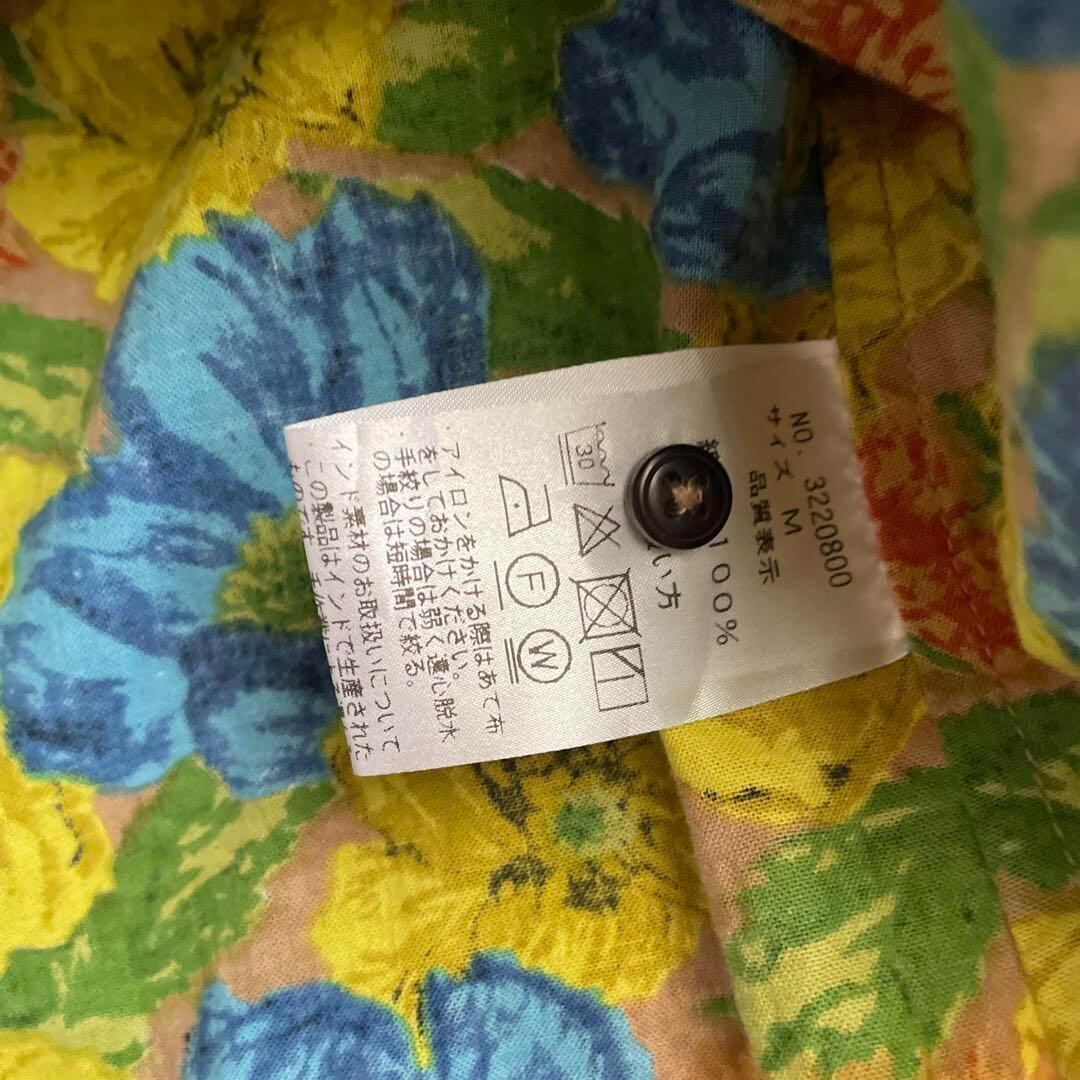 NO. 3220800
サイズ M
品質表示
100%
い方
30
F
W
・アイロンをかける際はあて布
をしておかけください。
・手絞りの場合は弱く遠心脱水
の場合は短時間で絞る。
インド素材のお取扱いについて
・この製品はインドで生産された
ものです